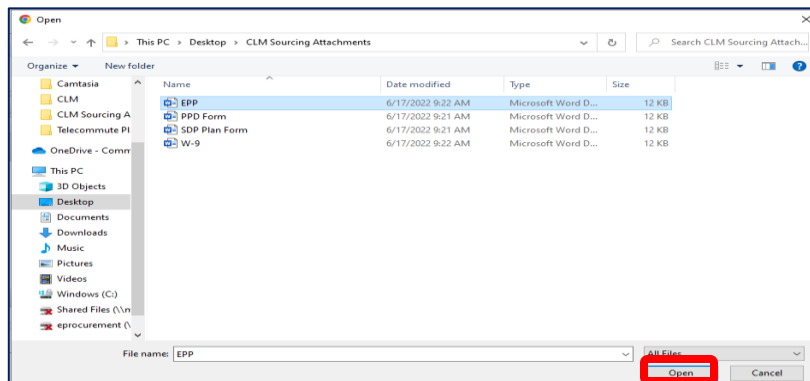 Open
This PC > Desktop > CLM Sourcing Attachments
Search CLM Sourcing Attach...
Organize New folder
Camtasia
CLM
CLM Sourcing A
Telecommute Pl
OneDrive - Comm
This PC
3D Objects
Desktop
Documents
Downloads
Music
Pictures
Videos
Windows (C:)
Shared Files (\\m
eprocurement (\
Name Date modified Type Size
EPP 6/17/2022 9:22 AM Microsoft Word D... 12 KB
PPD Form 6/17/2022 9:21 AM Microsoft Word D... 12 KB
SDP Plan Form 6/17/2022 9:21 AM Microsoft Word D... 12 KB
W-9 6/17/2022 9:22 AM Microsoft Word D... 12 KB
File name: EPP
All Files
Open Cancel